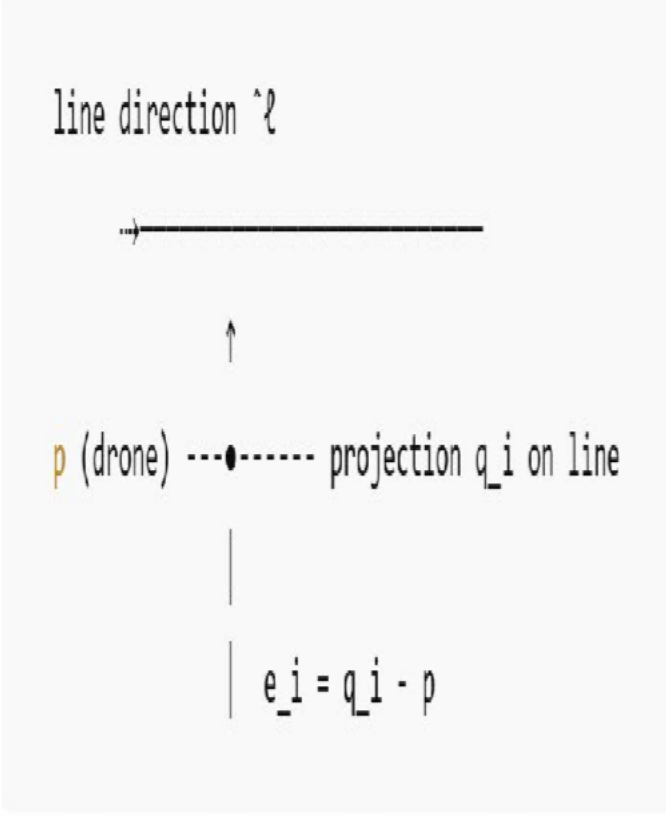 line direction ˆℓ
p (drone) ---●------ projection q_i on line
e_i = q_i - p